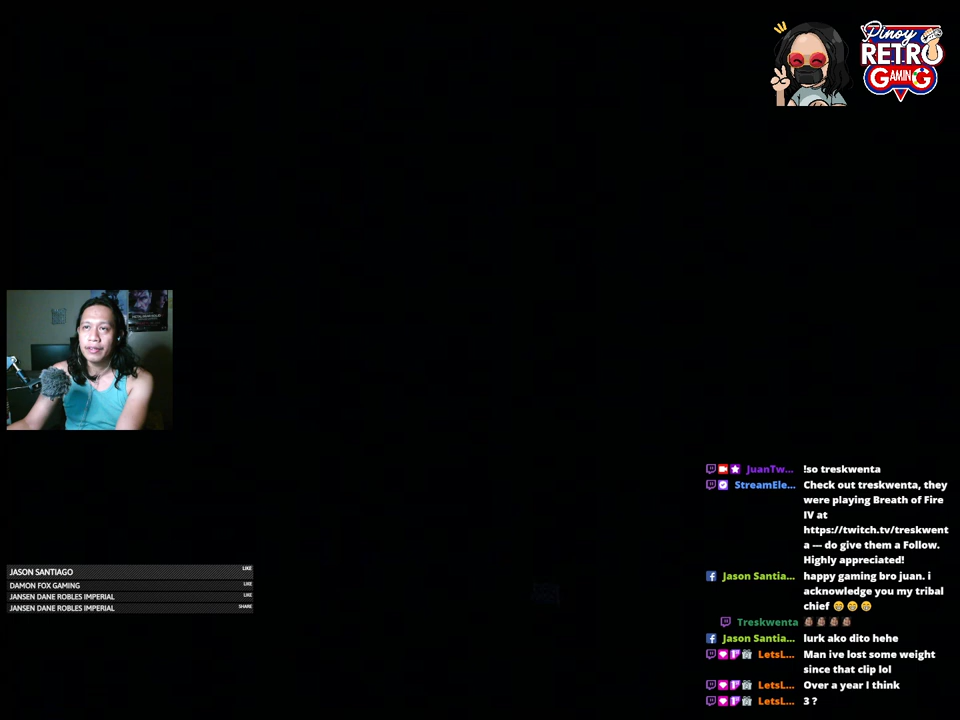 Pinoy
RETRO
GAMING
JuanTw... !so treskwenta
StreamEle... Check out treskwenta, they
were playing Breath of Fire
IV at
https://twitch.tv/treskwent
a --- do give them a Follow.
Highly appreciated!
Jason Santia... happy gaming bro juan. i
acknowledge you my tribal
chief 🤭🤭🤭
Treskwenta 🗿🗿🗿🗿
Jason Santia... lurk ako dito hehe
LetsL... Man ive lost some weight
since that clip lol
LetsL... Over a year I think
LetsL... 3 ?
JASON SANTIAGO LIKE
DAMON FOX GAMING LIKE
JANSEN DANE ROBLES IMPERIAL LIKE
JANSEN DANE ROBLES IMPERIAL SHARE